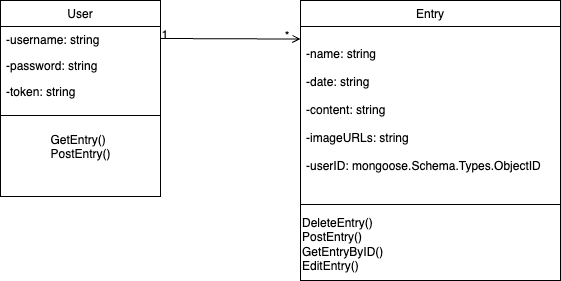 User
-username: string
-password: string
-token: string
GetEntry()
PostEntry()
1
*
Entry
-name: string
-date: string
-content: string
-imageURLs: string
-userID: mongoose.Schema.Types.ObjectID
DeleteEntry()
PostEntry()
GetEntryByID()
EditEntry()